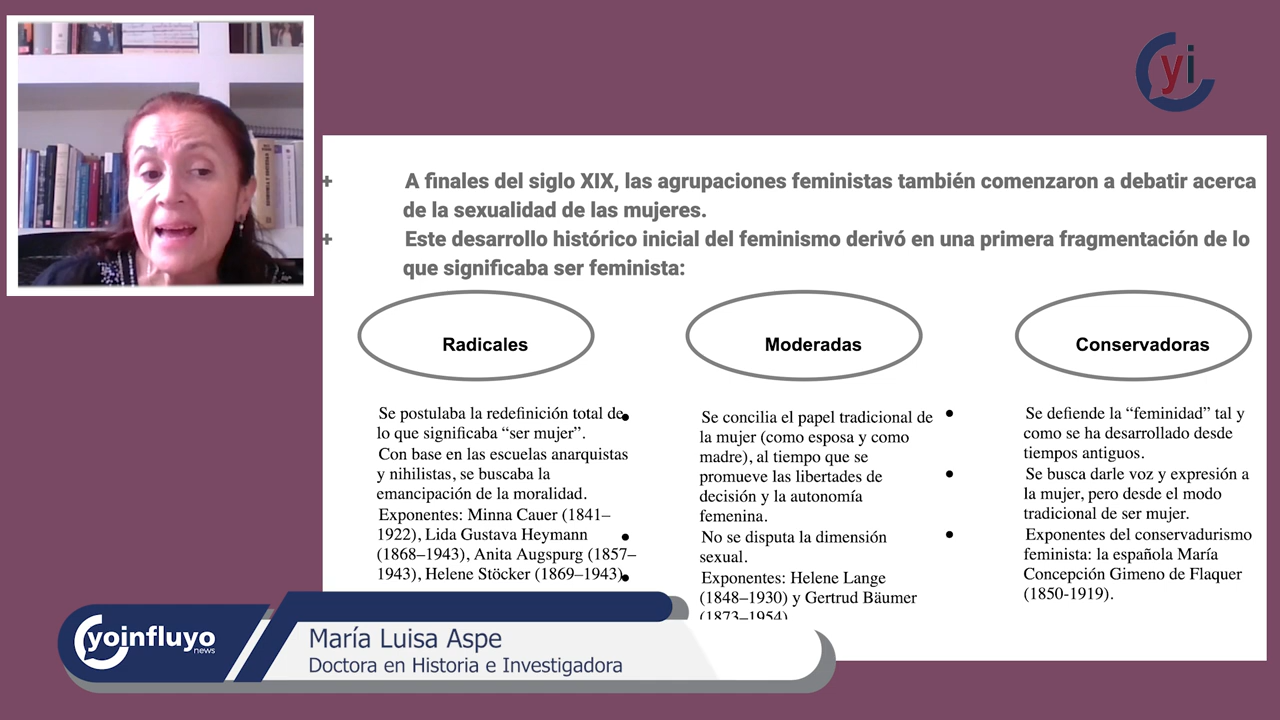 yi
+ A finales del siglo XIX, las agrupaciones feministas también comenzaron a debatir acerca
de la sexualidad de las mujeres.
+ Este desarrollo histórico inicial del feminismo derivó en una primera fragmentación de lo
que significaba ser feminista:
Radicales
Se postulaba la redefinición total de
lo que significaba “ser mujer”.
Con base en las escuelas anarquistas
y nihilistas, se buscaba la
emancipación de la moralidad.
Exponentes: Minna Cauer (1841–
1922), Lida Gustava Heymann
(1868–1943), Anita Augspurg (1857–
1943), Helene Stöcker (1869–1943).
Moderadas
• Se concilia el papel tradicional de
la mujer (como esposa y como
madre), al tiempo que se
promueve las libertades de
decisión y la autonomía
femenina.
• No se disputa la dimensión
sexual.
• Exponentes: Helene Lange
(1848–1930) y Gertrud Bäumer
(1873–1954)
Conservadoras
• Se defiende la “feminidad” tal y
como se ha desarrollado desde
tiempos antiguos.
• Se busca darle voz y expresión a
la mujer, pero desde el modo
tradicional de ser mujer.
• Exponentes del conservadurismo
feminista: la española María
Concepción Gimeno de Flaquer
(1850-1919).
yoinfluyo
news
María Luisa Aspe
Doctora en Historia e Investigadora